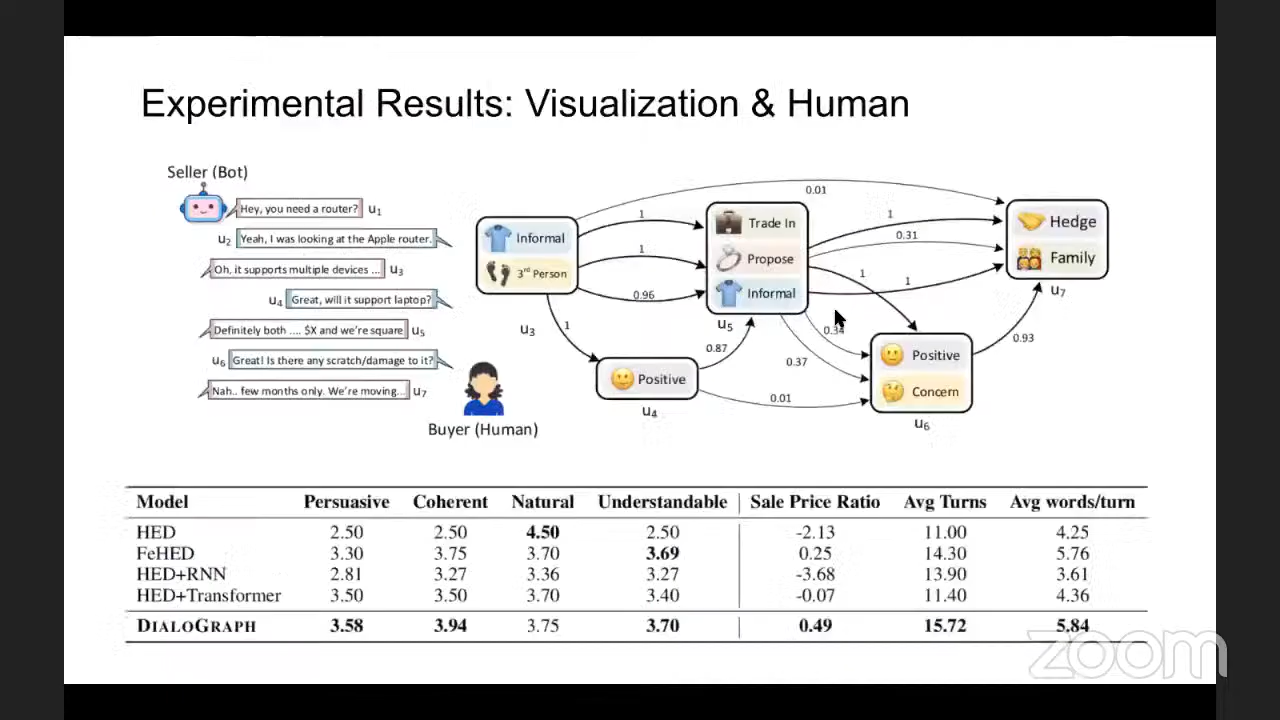 Experimental Results: Visualization & Human
Seller (Bot)
Hey, you need a router? u1
u2 Yeah, I was looking at the Apple router.
Oh, it supports multiple devices ... u3
u4 Great, will it support laptop?
Definitely both .... $X and we're square u5
u6 Great! Is there any scratch/damage to it?
Nah.. few months only. We're moving... u7
Buyer (Human)
Informal
3rd Person
u3
1
1
0.96
1
0.01
Positive
u4
0.87
0.01
Trade In
Propose
Informal
u5
1
0.31
1
1
0.34
0.37
Positive
Concern
u6
0.93
Hedge
Family
u7
Model Persuasive Coherent Natural Understandable Sale Price Ratio Avg Turns Avg words/turn
HED 2.50 2.50 4.50 2.50 -2.13 11.00 4.25
FeHED 3.30 3.75 3.70 3.69 0.25 14.30 5.76
HED+RNN 2.81 3.27 3.36 3.27 -3.68 13.90 3.61
HED+Transformer 3.50 3.50 3.70 3.40 -0.07 11.40 4.36
DIALOGRAPH 3.58 3.94 3.75 3.70 0.49 15.72 5.84
zoom